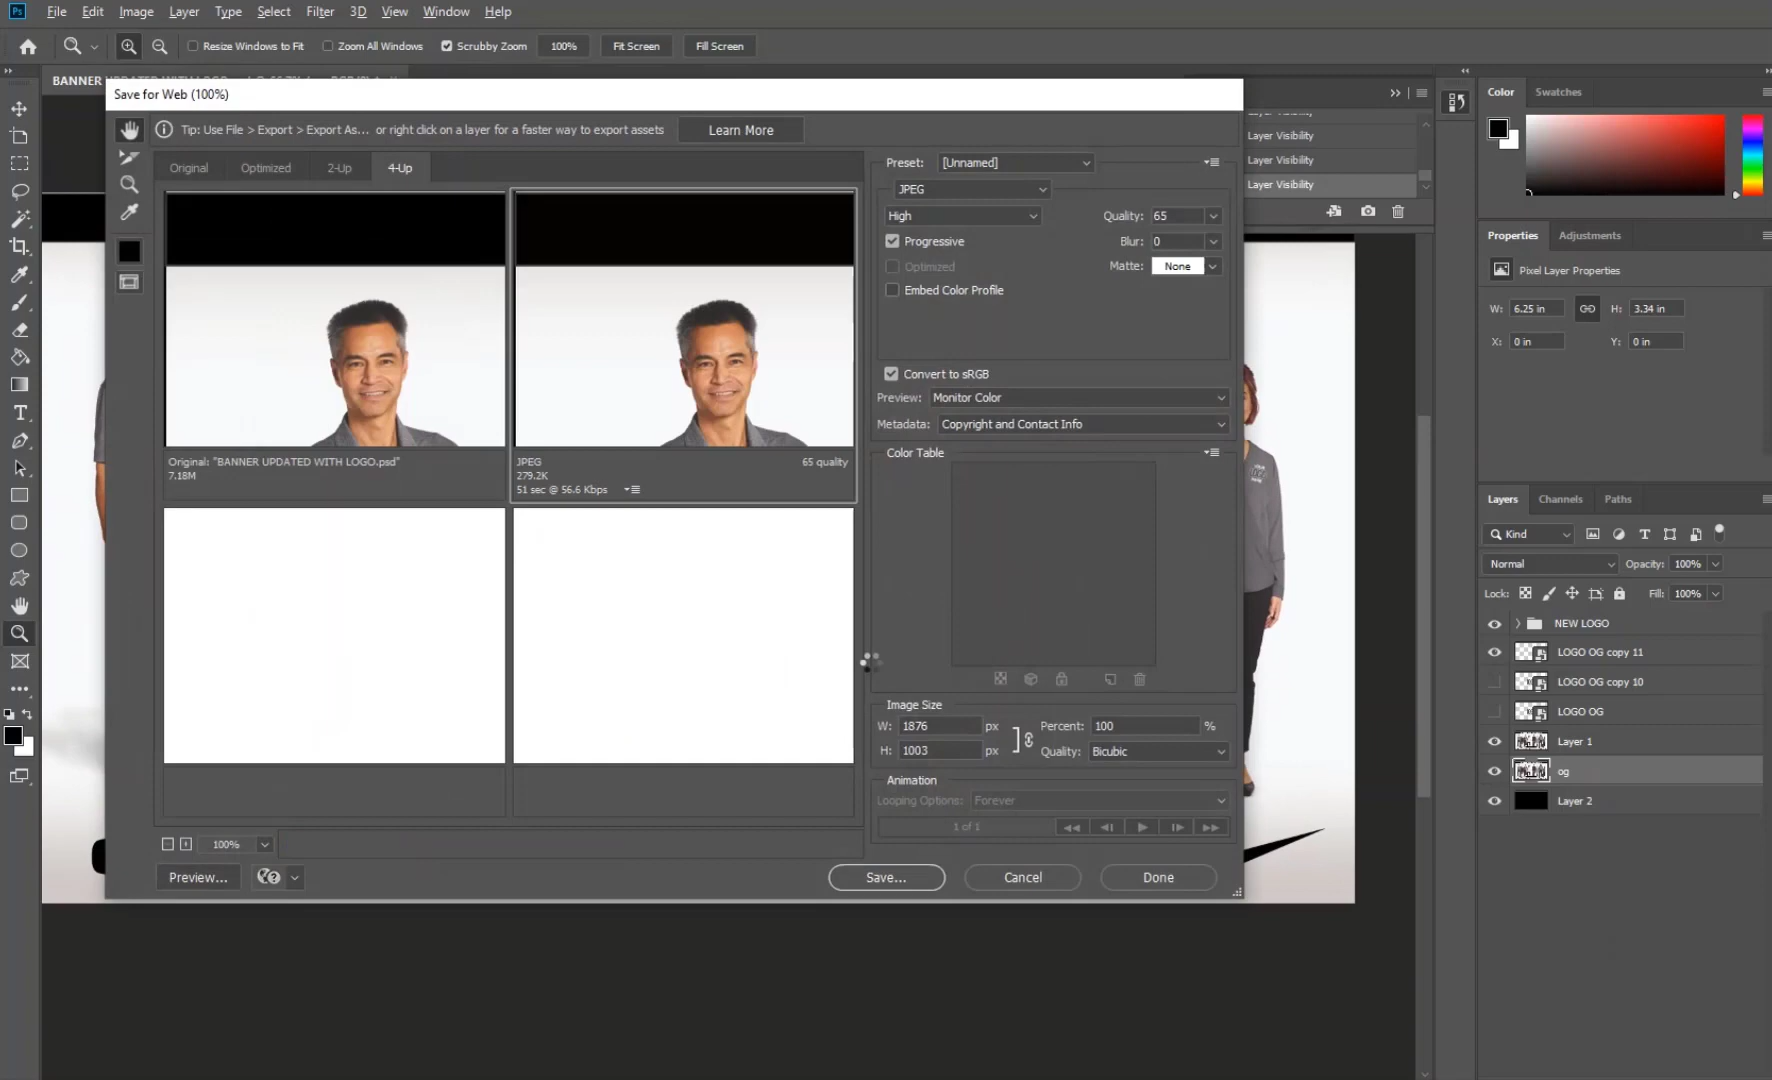 Ps File Edit Image Layer Type Select Filter 3D View Window Help
Resize Windows to Fit Zoom All Windows Scrubby Zoom 100% Fit Screen Fill Screen
BANNER UPDATED WITH LOGO
Save for Web (100%)
Tip: Use File > Export > Export As... or right click on a layer for a faster way to export assets Learn More
Original Optimized 2-Up 4-Up
Original: "BANNER UPDATED WITH LOGO.psd"
7.18M
JPEG 65 quality
279.2K
51 sec @ 56.6 Kbps
100%
Preview...
Preset: [Unnamed]
JPEG
High Quality: 65
Progressive Blur: 0
Optimized Matte: None
Embed Color Profile
Convert to sRGB
Preview: Monitor Color
Metadata: Copyright and Contact Info
Color Table
Image Size
W: 1876 px Percent: 100 %
H: 1003 px Quality: Bicubic
Animation
Looping Options: Forever
1 of 1
Save... Cancel Done
Layer Visibility
Layer Visibility
Layer Visibility
Color Swatches
Properties Adjustments
Pixel Layer Properties
W: 6.25 in H: 3.34 in
X: 0 in Y: 0 in
Layers Channels Paths
Kind
Normal Opacity: 100%
Lock: Fill: 100%
NEW LOGO
LOGO OG copy 11
LOGO OG copy 10
LOGO OG
Layer 1
og
Layer 2